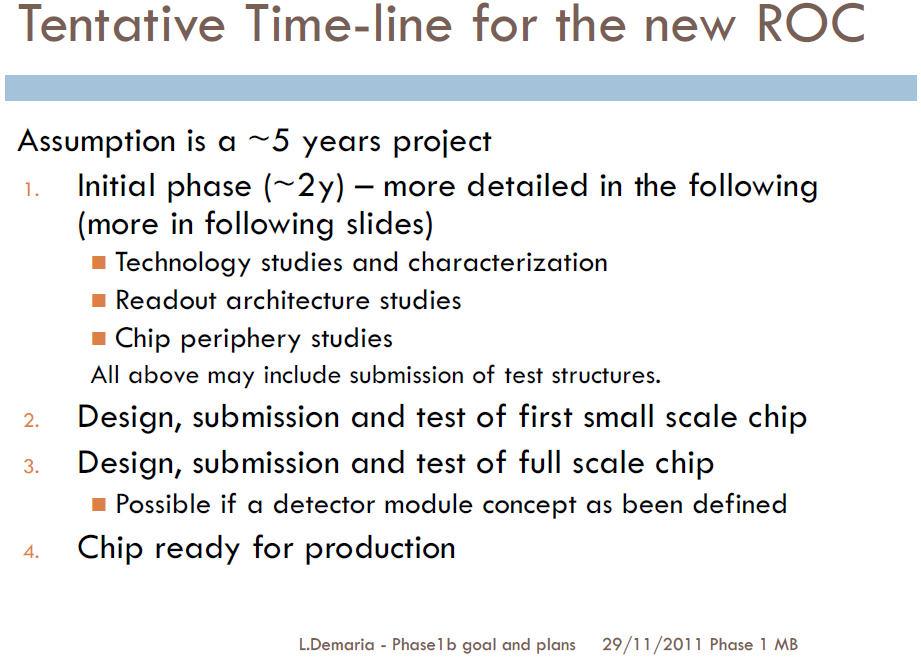 Tentative Time-line for the new ROC
Assumption is a ~5 years project
1. Initial phase (~2y) – more detailed in the following
(more in following slides)
■ Technology studies and characterization
■ Readout architecture studies
■ Chip periphery studies
All above may include submission of test structures.
2. Design, submission and test of first small scale chip
3. Design, submission and test of full scale chip
■ Possible if a detector module concept as been defined
4. Chip ready for production
L.Demaria - Phase1b goal and plans 29/11/2011 Phase 1 MB